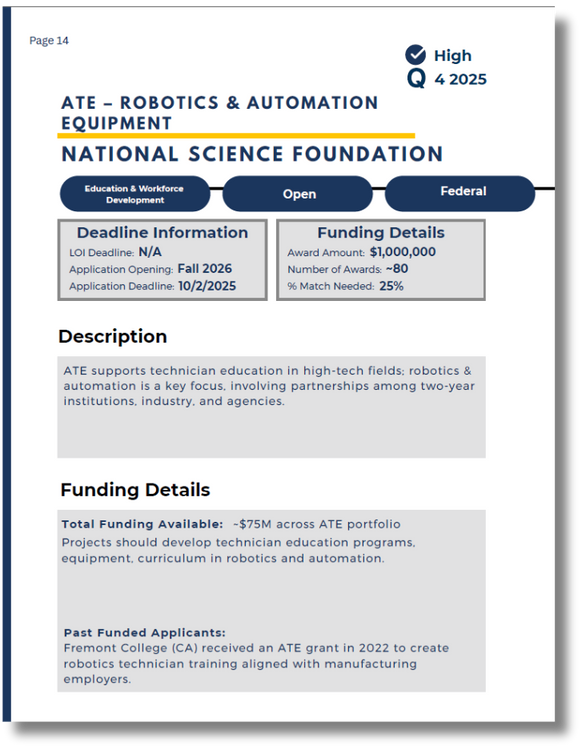 Page 14
High
Q 4 2025
ATE – ROBOTICS & AUTOMATION
EQUIPMENT
NATIONAL SCIENCE FOUNDATION
Education & Workforce
Development
Open
Federal
Deadline Information
LOI Deadline: N/A
Application Opening: Fall 2026
Application Deadline: 10/2/2025
Funding Details
Award Amount: $1,000,000
Number of Awards: ~80
% Match Needed: 25%
Description
ATE supports technician education in high-tech fields; robotics &
automation is a key focus, involving partnerships among two-year
institutions, industry, and agencies.
Funding Details
Total Funding Available: ~$75M across ATE portfolio
Projects should develop technician education programs,
equipment, curriculum in robotics and automation.
Past Funded Applicants:
Fremont College (CA) received an ATE grant in 2022 to create
robotics technician training aligned with manufacturing
employers.